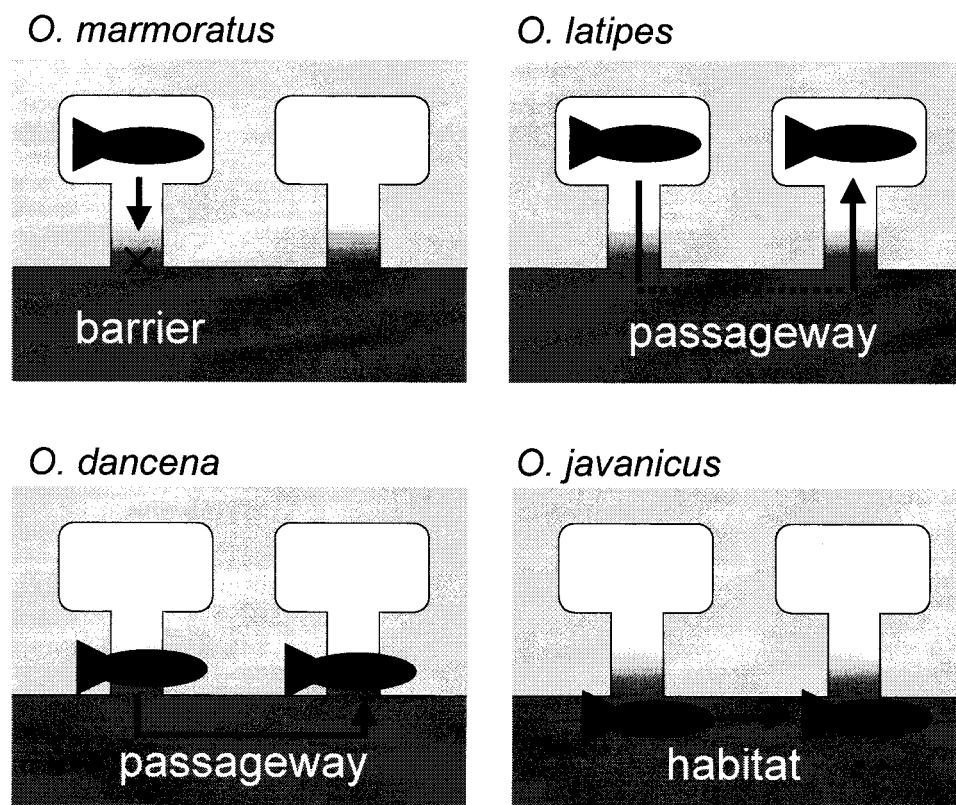 O. marmoratus
O. latipes
barrier
passageway
O. dancena
O. javanicus
passageway
habitat